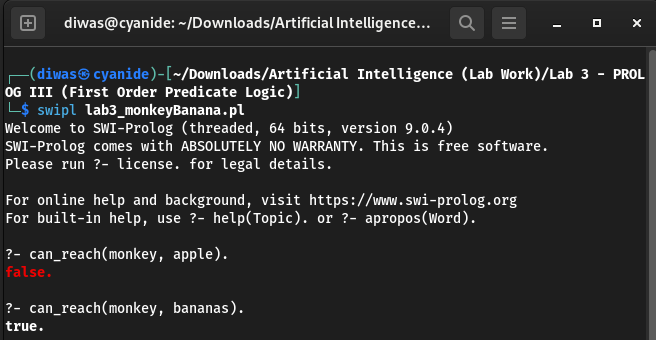 diwas@cyanide: ~/Downloads/Artificial Intelligence...
┌──(diwas㉿cyanide)-[~/Downloads/Artificial Intelligence (Lab Work)/Lab 3 - PROL
OG III (First Order Predicate Logic)]
└─$ swipl lab3_monkeyBanana.pl
Welcome to SWI-Prolog (threaded, 64 bits, version 9.0.4)
SWI-Prolog comes with ABSOLUTELY NO WARRANTY. This is free software.
Please run ?- license. for legal details.
For online help and background, visit https://www.swi-prolog.org
For built-in help, use ?- help(Topic). or ?- apropos(Word).
?- can_reach(monkey, apple).
false.
?- can_reach(monkey, bananas).
true.